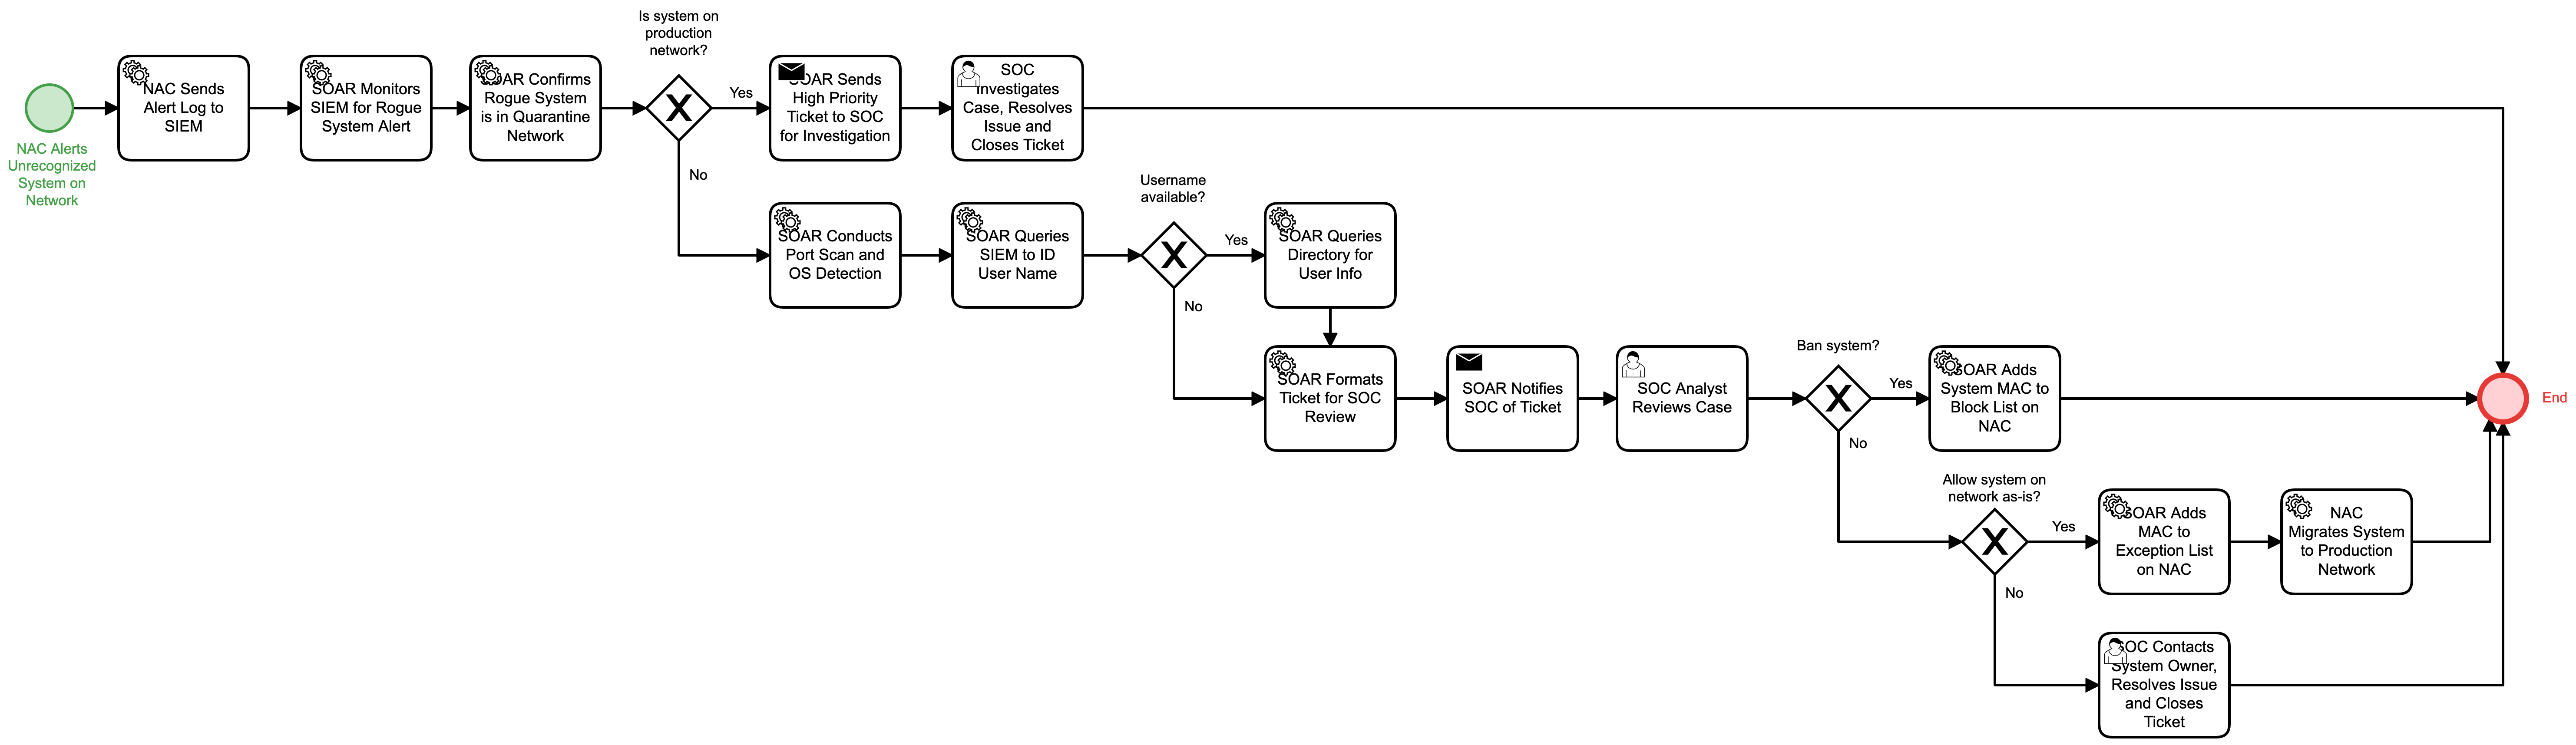 NAC Alerts
Unrecognized
System on
Network
NAC Sends
Alert Log to
SIEM
SOAR Monitors
SIEM for Rogue
System Alert
SOAR Confirms
Rogue System
is in Quarantine
Network
Is system on
production
network?
Yes
No
SOAR Sends
High Priority
Ticket to SOC
for Investigation
SOC
Investigates
Case, Resolves
Issue and
Closes Ticket
SOAR Conducts
Port Scan and
OS Detection
SOAR Queries
SIEM to ID
User Name
Username
available?
Yes
No
SOAR Queries
Directory for
User Info
SOAR Formats
Ticket for SOC
Review
SOAR Notifies
SOC of Ticket
SOC Analyst
Reviews Case
Ban system?
Yes
No
SOAR Adds
System MAC to
Block List on
NAC
Allow system on
network as-is?
Yes
No
SOAR Adds
MAC to
Exception List
on NAC
NAC
Migrates System
to Production
Network
SOC Contacts
System Owner,
Resolves Issue
and Closes
Ticket
End